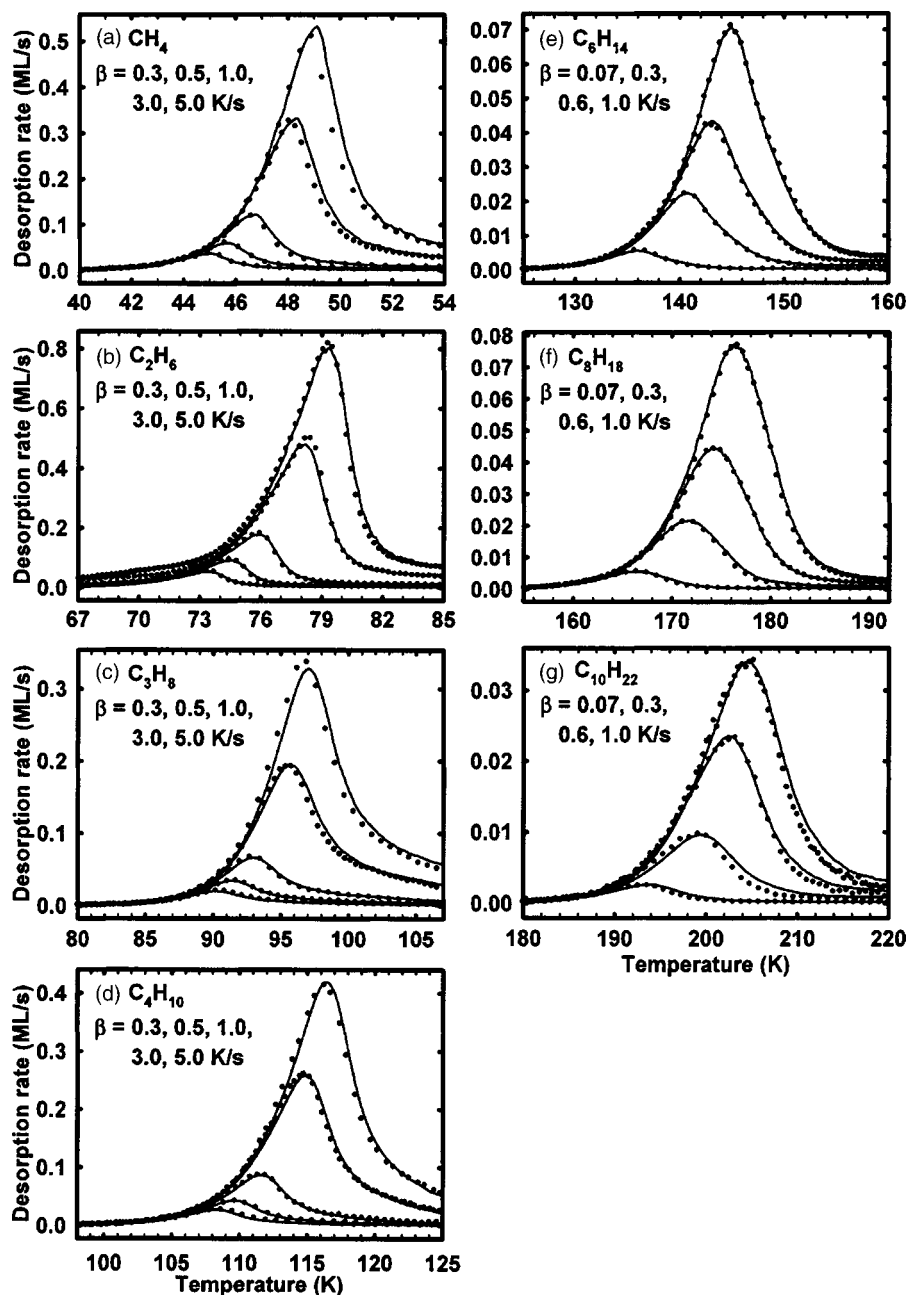 (a) CH4
β = 0.3, 0.5, 1.0,
3.0, 5.0 K/s
Desorption rate (ML/s)
0.5
0.4
0.3
0.2
0.1
0.0
40 42 44 46 48 50 52 54
(b) C2H6
β = 0.3, 0.5, 1.0,
3.0, 5.0 K/s
Desorption rate (ML/s)
0.8
0.6
0.4
0.2
0.0
67 70 73 76 79 82 85
(c) C3H8
β = 0.3, 0.5, 1.0,
3.0, 5.0 K/s
Desorption rate (ML/s)
0.3
0.2
0.1
0.0
80 85 90 95 100 105
(d) C4H10
β = 0.3, 0.5, 1.0,
3.0, 5.0 K/s
Desorption rate (ML/s)
0.4
0.3
0.2
0.1
0.0
100 105 110 115 120 125
Temperature (K)
(e) C6H14
β = 0.07, 0.3,
0.6, 1.0 K/s
0.07
0.06
0.05
0.04
0.03
0.02
0.01
0.00
130 140 150 160
(f) C8H18
β = 0.07, 0.3,
0.6, 1.0 K/s
0.08
0.07
0.06
0.05
0.04
0.03
0.02
0.01
0.00
160 170 180 190
(g) C10H22
β = 0.07, 0.3,
0.6, 1.0 K/s
0.03
0.02
0.01
0.00
180 190 200 210 220
Temperature (K)